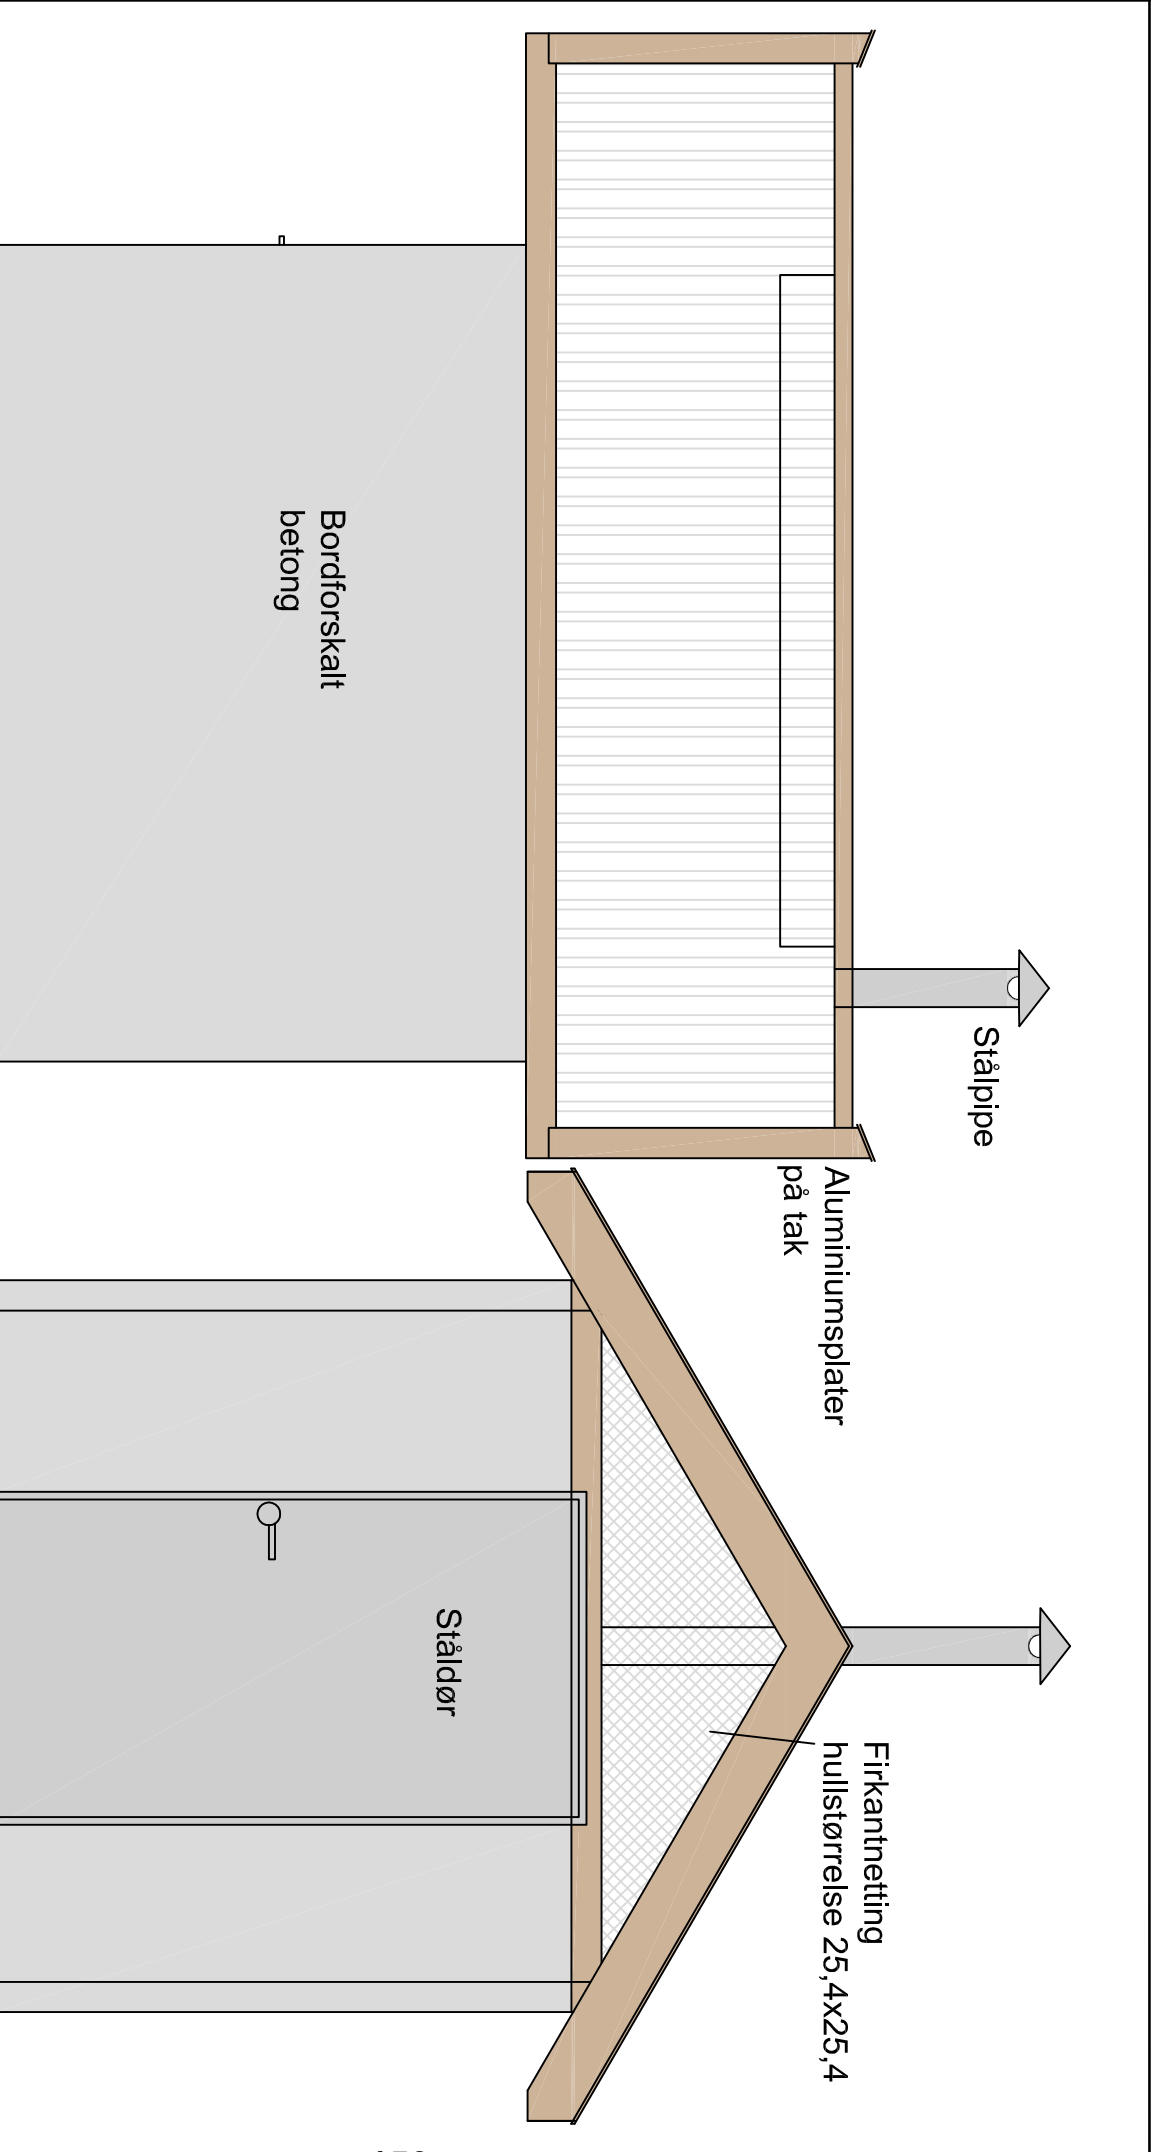 Stålpipe
Aluminiumsplater
på tak
Bordforskalt
betong
Firkantnetting
hullstørrelse 25,4x25,4
Ståldør